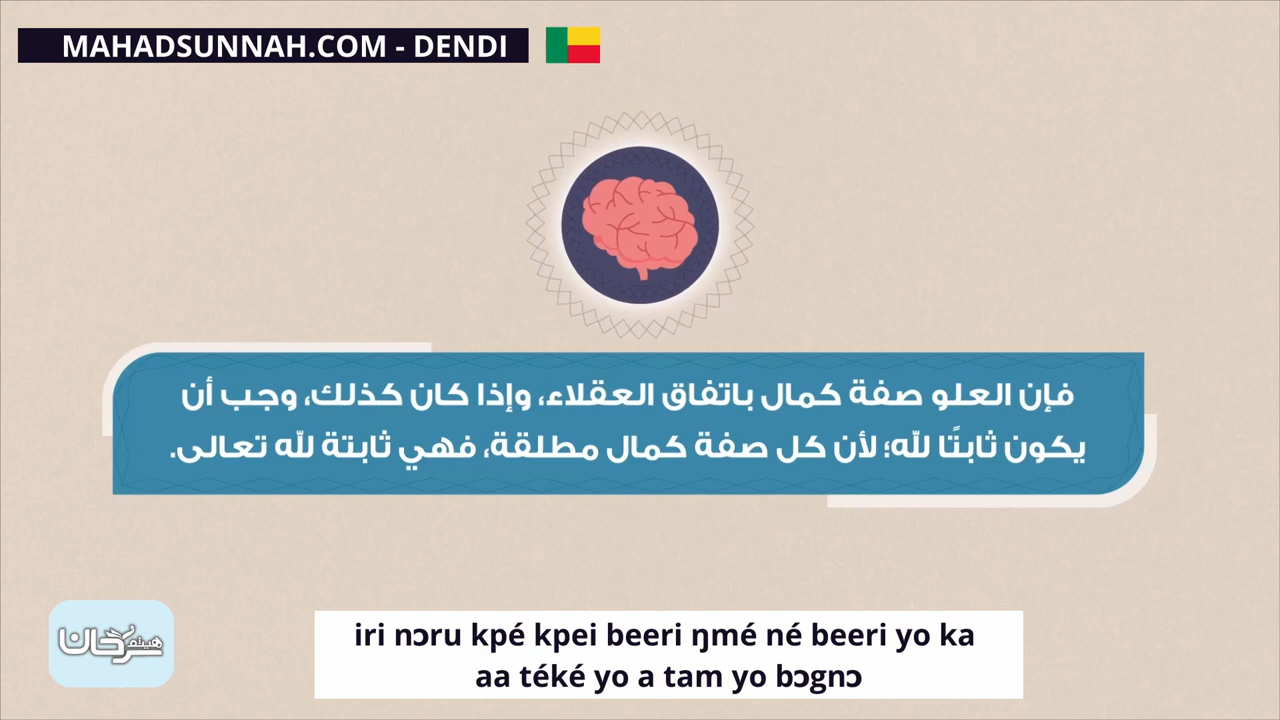 MAHADSUNNAH.COM - DENDI
فإن العلو صفة كمال باتفاق العقلاء، وإذا كان كذلك، وجب أن
يكون ثابتًا لله؛ لأن كل صفة كمال مطلقة، فهي ثابتة لله تعالى.
هيثم
سرحان
iri nɔru kpé kpei beeri ŋmé né beeri yo ka
aa téké yo a tam yo bɔgnɔ